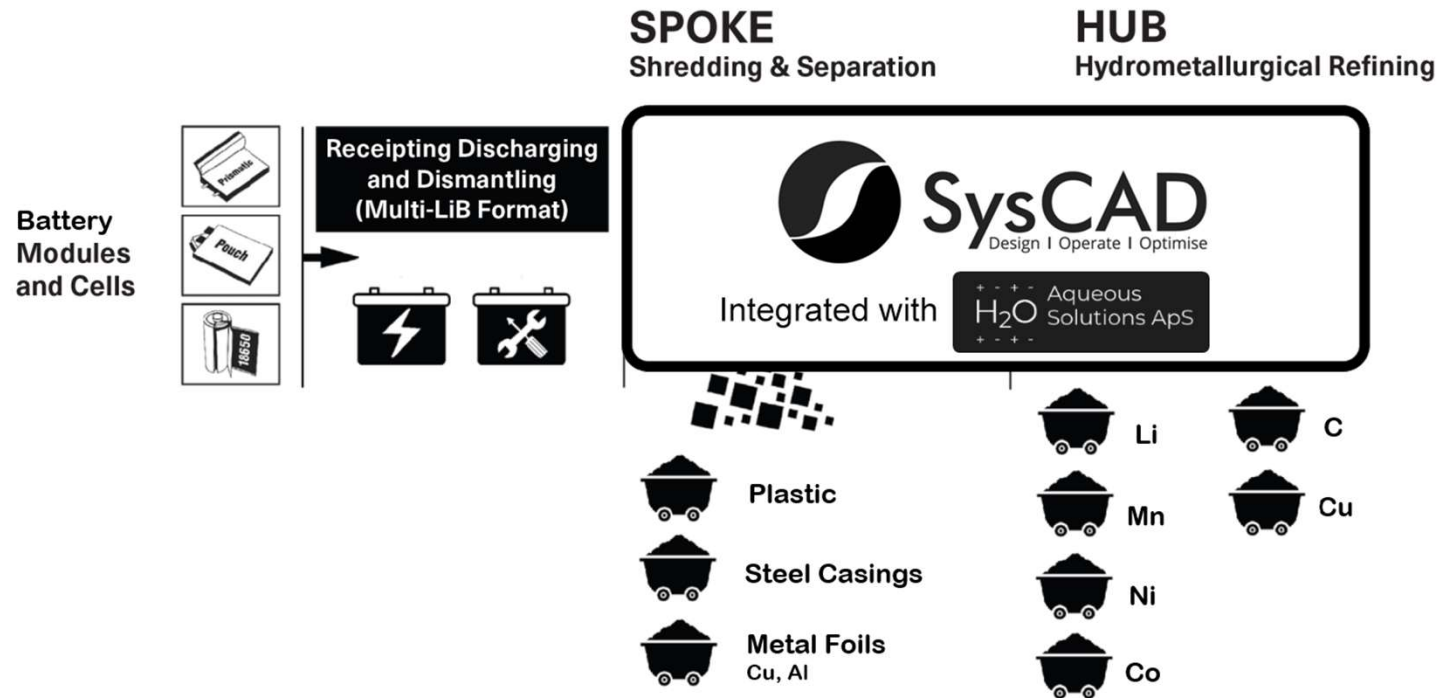 SPOKE
Shredding & Separation
HUB
Hydrometallurgical Refining
Battery
Modules
and Cells
Prismatic
Pouch
18650
Receipting Discharging
and Dismantling
(Multi-LiB Format)
SysCAD
Design I Operate I Optimise
Integrated with
+ - + -
H₂O
+ - + -
Aqueous
Solutions ApS
Plastic
Steel Casings
Metal Foils
Cu, Al
Li
Mn
Ni
Co
C
Cu